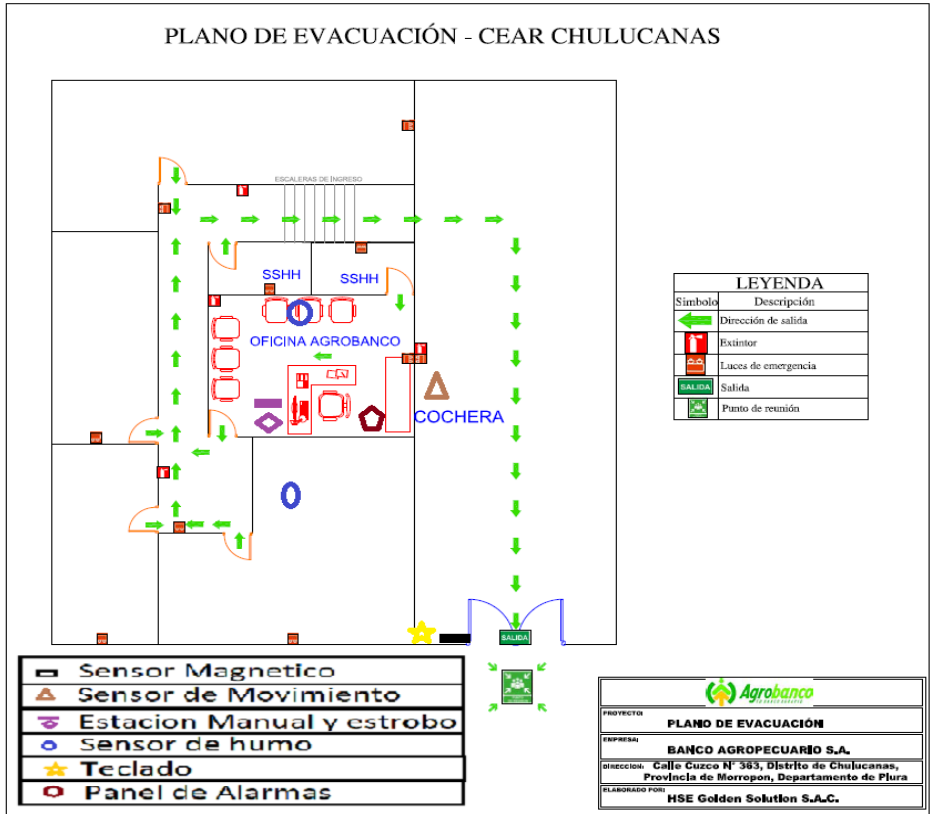 PLANO DE EVACUACIÓN - CEAR CHULUCANAS
ESCALERAS DE INGRESO
SSHH
SSHH
OFICINA AGROBANCO
COCHERA
SALIDA
LEYENDA
Símbolo Descripción
Dirección de salida
Extintor
Luces de emergencia
SALIDA Salida
Punto de reunión
Sensor Magnetico
Sensor de Movimiento
Estacion Manual y estrobo
Sensor de humo
Teclado
Panel de Alarmas
Agrobanco
PROYECTO:
PLANO DE EVACUACIÓN
EMPRESA:
BANCO AGROPECUARIO S.A.
DIRECCION: Calle Cuzco N° 363, Distrito de Chulucanas,
Provincia de Morropon, Departamento de Piura
ELABORADO POR:
HSE Golden Solution S.A.C.